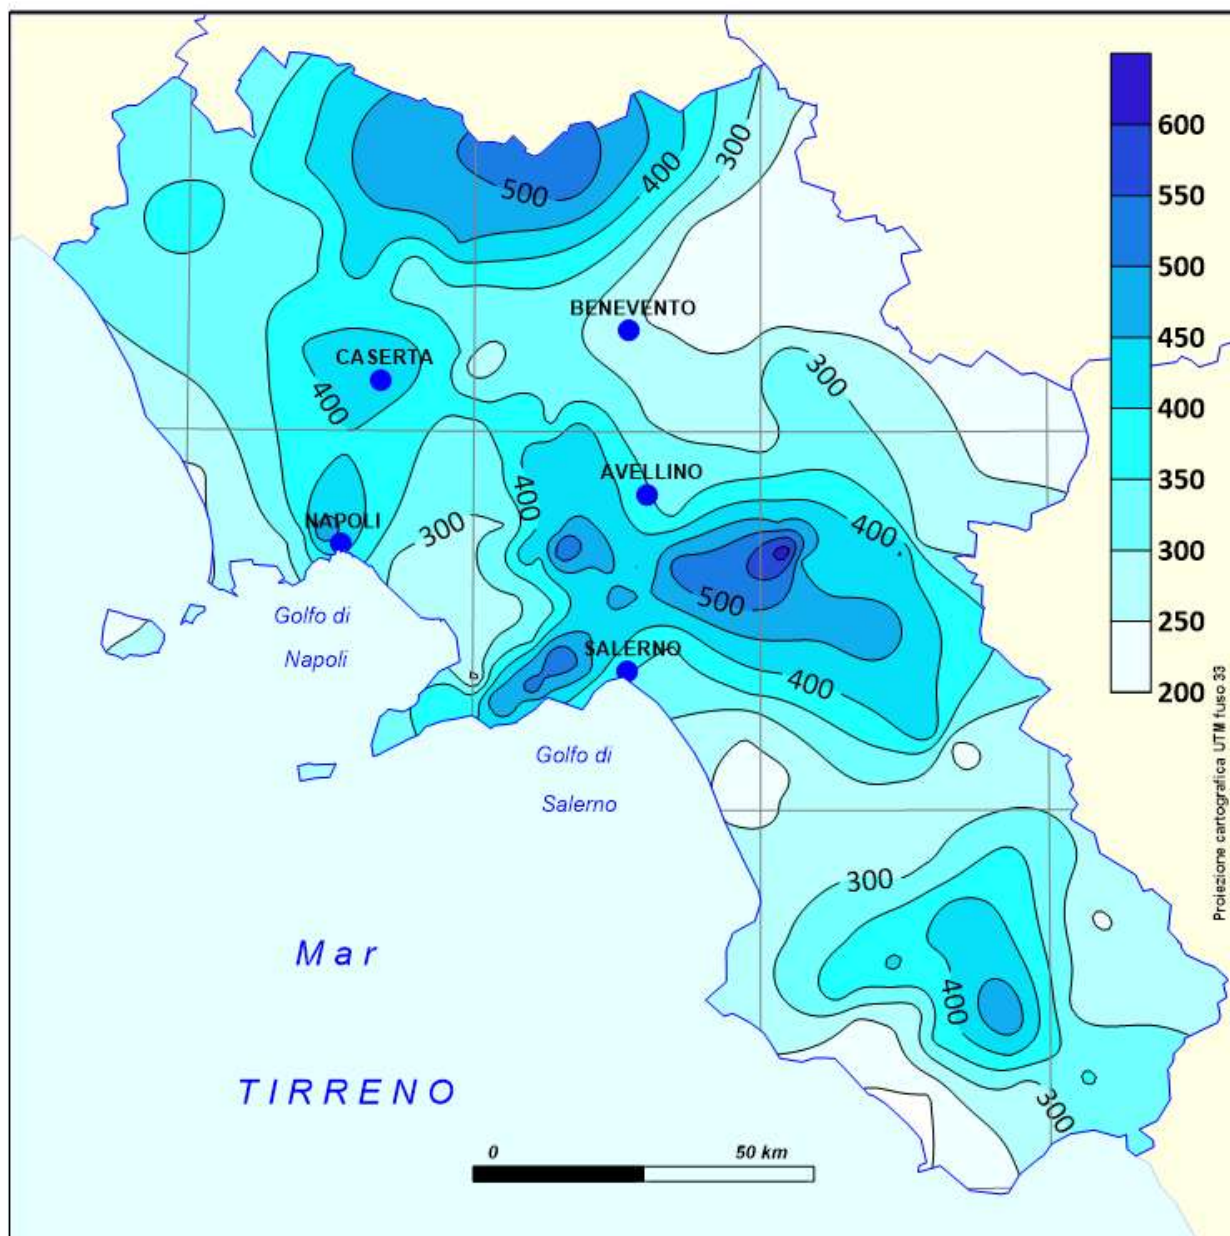 300
400
500
600
550
500
BENEVENTO
450
CASERTA
300
400
400
350
AVELLINO
400
400
NAPOLI
300
300
500
250
Golfo di
Napoli
SALERNO
400
200
Golfo di
Salerno
Proiezione cartografica UTM fuso 33
300
Mar
400
TIRRENO
300
0 50 km